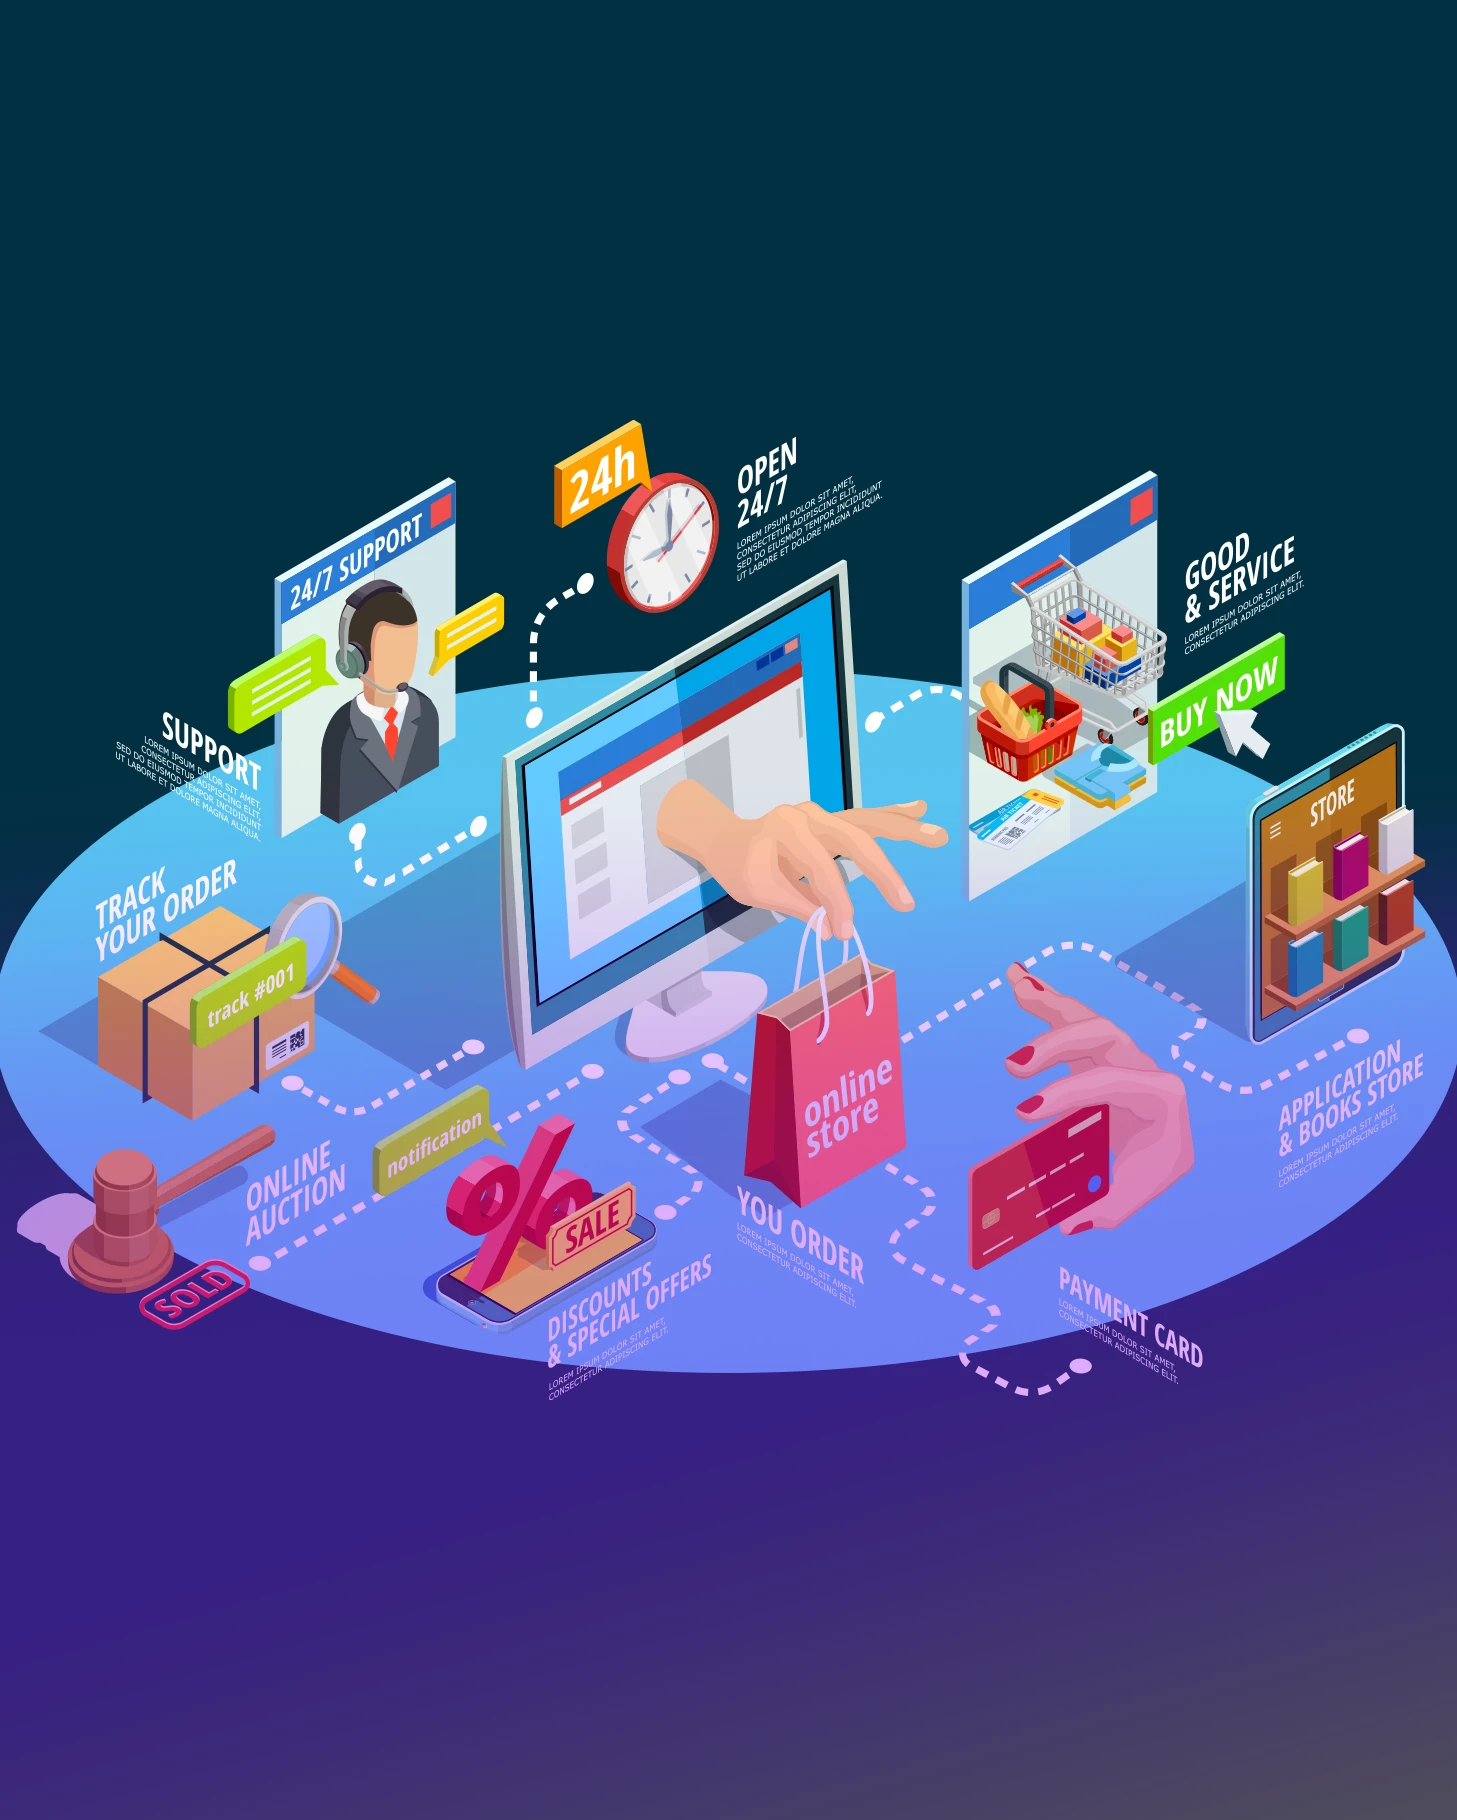 24h
OPEN
24/7
LOREM IPSUM DOLOR SIT AMET,
CONSECTETUR ADIPISCING ELIT,
SED DO EIUSMOD TEMPOR INCIDIDUNT
UT LABORE ET DOLORE MAGNA ALIQUA.
24/7 SUPPORT
SUPPORT
LOREM IPSUM DOLOR SIT AMET,
CONSECTETUR ADIPISCING ELIT,
SED DO EIUSMOD TEMPOR INCIDIDUNT
UT LABORE ET DOLORE MAGNA ALIQUA.
GOOD
& SERVICE
LOREM IPSUM DOLOR SIT AMET,
CONSECTETUR ADIPISCING ELIT.
BUY NOW
AIR TICKET
STORE
TRACK
YOUR ORDER
track #001
online
store
notification
ONLINE
AUCTION
SOLD
SALE
DISCOUNTS
& SPECIAL OFFERS
LOREM IPSUM DOLOR SIT AMET,
CONSECTETUR ADIPISCING ELIT.
YOU ORDER
LOREM IPSUM DOLOR SIT AMET,
CONSECTETUR ADIPISCING ELIT.
APPLICATION
& BOOKS STORE
LOREM IPSUM DOLOR SIT AMET,
CONSECTETUR ADIPISCING ELIT.
PAYMENT CARD
LOREM IPSUM DOLOR SIT AMET,
CONSECTETUR ADIPISCING ELIT.